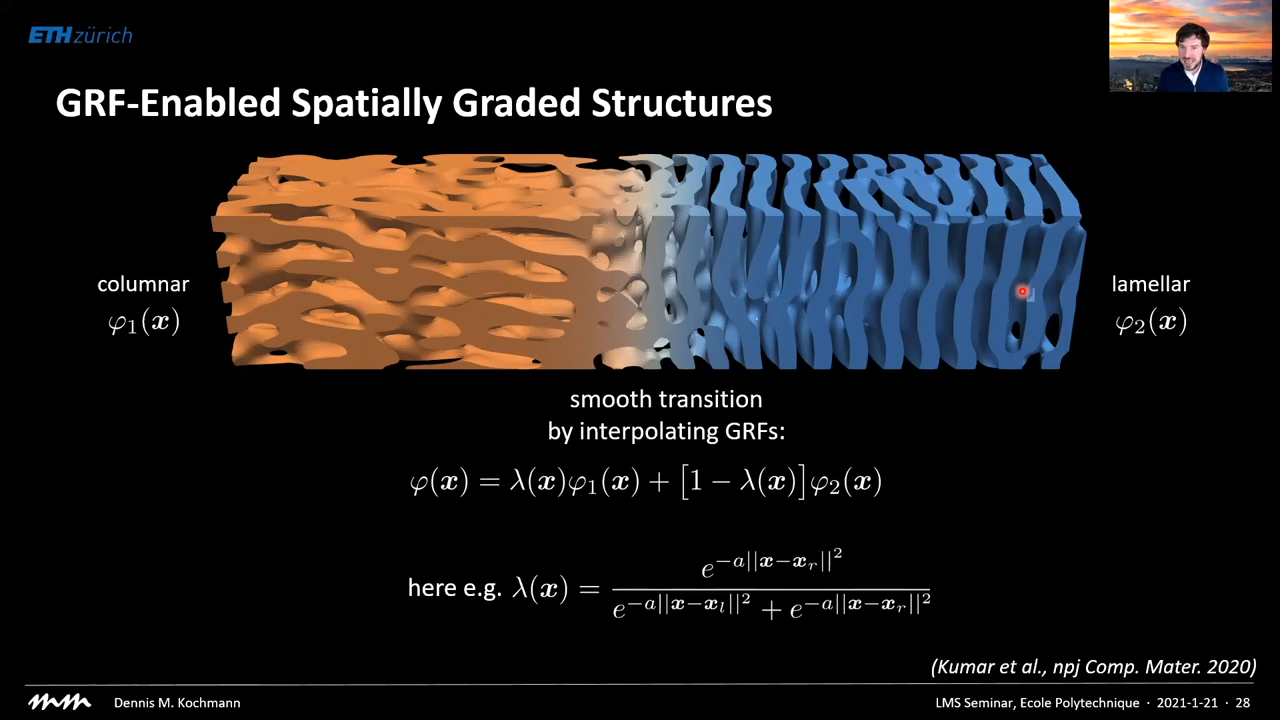 ETH zürich
GRF-Enabled Spatially Graded Structures
columnar
φ₁(x)
lamellar
φ₂(x)
smooth transition
by interpolating GRFs:
φ(x) = λ(x)φ₁(x) + [1 − λ(x)]φ₂(x)
here e.g. λ(x) = e^{−a||x−x_r||²} / (e^{−a||x−x_l||²} + e^{−a||x−x_r||²})
(Kumar et al., npj Comp. Mater. 2020)
Dennis M. Kochmann
LMS Seminar, Ecole Polytechnique · 2021-1-21 · 28